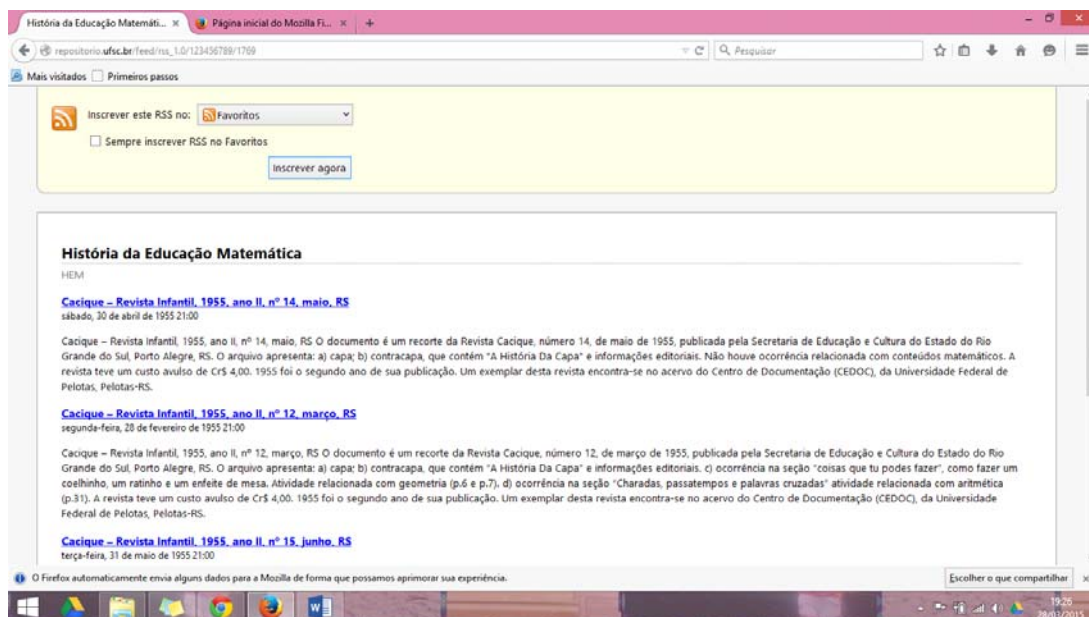 História da Educação Matemáti... ×
Página inicial do Mozilla Fi... × +
repositorio.ufsc.br/feed/rss_1.0/123456789/1769
Pesquisar
Mais visitados Primeiros passos
Inscrever este RSS no: Favoritos
Sempre inscrever RSS no Favoritos
Inscrever agora
História da Educação Matemática
HEM
Cacique – Revista Infantil, 1955, ano II, nº 14, maio, RS
sábado, 30 de abril de 1955 21:00
Cacique – Revista Infantil, 1955, ano II, nº 14, maio, RS O documento é um recorte da Revista Cacique, número 14, de maio de 1955, publicada pela Secretaria de Educação e Cultura do Estado do Rio
Grande do Sul, Porto Alegre, RS. O arquivo apresenta: a) capa; b) contracapa, que contém "A História Da Capa" e informações editoriais. Não houve ocorrência relacionada com conteúdos matemáticos. A
revista teve um custo avulso de Cr$ 4,00. 1955 foi o segundo ano de sua publicação. Um exemplar desta revista encontra-se no acervo do Centro de Documentação (CEDOC), da Universidade Federal de
Pelotas, Pelotas-RS.
Cacique – Revista Infantil, 1955, ano II, nº 12, março, RS
segunda-feira, 28 de fevereiro de 1955 21:00
Cacique – Revista Infantil, 1955, ano II, nº 12, março, RS O documento é um recorte da Revista Cacique, número 12, de março de 1955, publicada pela Secretaria de Educação e Cultura do Estado do Rio
Grande do Sul, Porto Alegre, RS. O arquivo apresenta: a) capa; b) contracapa, que contém "A História Da Capa" e informações editoriais. c) ocorrência na seção "coisas que tu podes fazer", como fazer um
coelhinho, um ratinho e um enfeite de mesa. Atividade relacionada com geometria (p.6 e p.7). d) ocorrência na seção "Charadas, passatempos e palavras cruzadas" atividade relacionada com aritmética
(p.31). A revista teve um custo avulso de Cr$ 4,00. 1955 foi o segundo ano de sua publicação. Um exemplar desta revista encontra-se no acervo do Centro de Documentação (CEDOC), da Universidade
Federal de Pelotas, Pelotas-RS.
Cacique – Revista Infantil, 1955, ano II, nº 15, junho, RS
terça-feira, 31 de maio de 1955 21:00
O Firefox automaticamente envia alguns dados para a Mozilla de forma que possamos aprimorar sua experiência.
Escolher o que compartilhar ×
19:26
28/03/2015